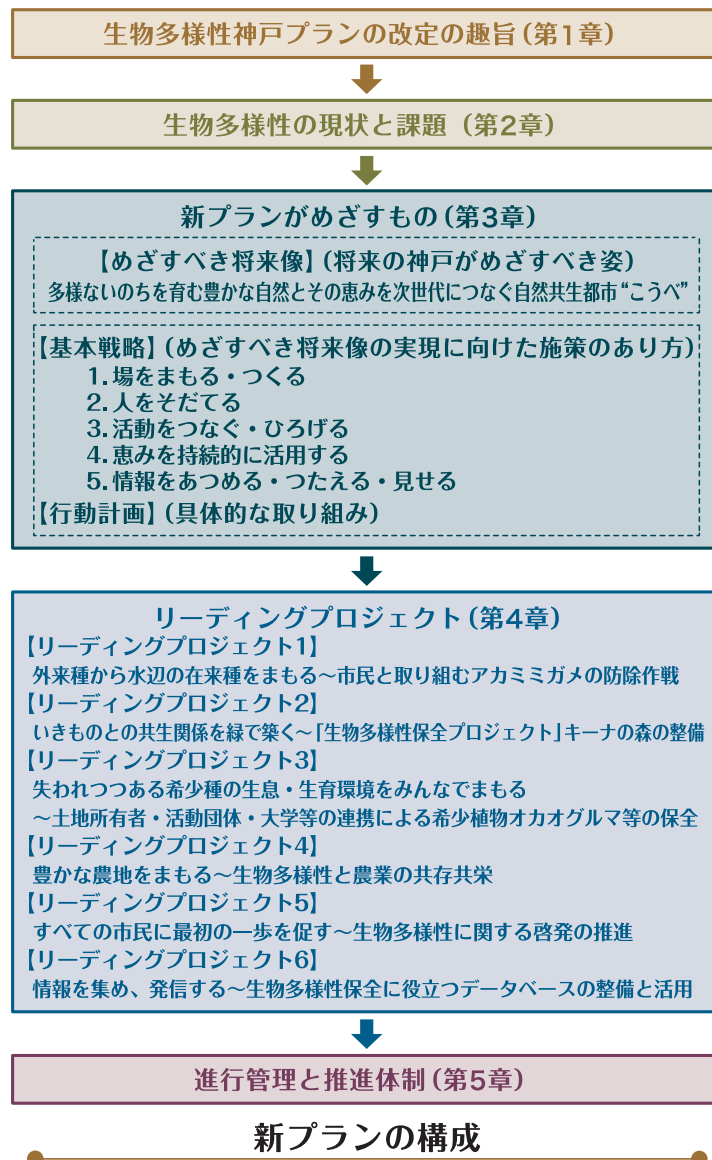 生物多様性神戸プランの改定の趣旨(第1章)
生物多様性の現状と課題 (第2章)
新プランがめざすもの(第3章)
【めざすべき将来像】(将来の神戸がめざすべき姿)
多様ないのちを育む豊かな自然とその恵みを次世代につなぐ自然共生都市“こうべ”
【基本戦略】(めざすべき将来像の実現に向けた施策のあり方)
1.場をまもる・つくる
2.人をそだてる
3.活動をつなぐ・ひろげる
4.恵みを持続的に活用する
5.情報をあつめる・つたえる・見せる
【行動計画】(具体的な取り組み)
リーディングプロジェクト(第4章)
【リーディングプロジェクト1】
外来種から水辺の在来種をまもる～市民と取り組むアカミミガメの防除作戦
【リーディングプロジェクト2】
いきものとの共生関係を緑で築く～「生物多様性保全プロジェクト」キーナの森の整備
【リーディングプロジェクト3】
失われつつある希少種の生息・生育環境をみんなでまもる
～土地所有者・活動団体・大学等の連携による希少植物オカオグルマ等の保全
【リーディングプロジェクト4】
豊かな農地をまもる～生物多様性と農業の共存共栄
【リーディングプロジェクト5】
すべての市民に最初の一歩を促す～生物多様性に関する啓発の推進
【リーディングプロジェクト6】
情報を集め、発信する～生物多様性保全に役立つデータベースの整備と活用
進行管理と推進体制(第5章)
新プランの構成